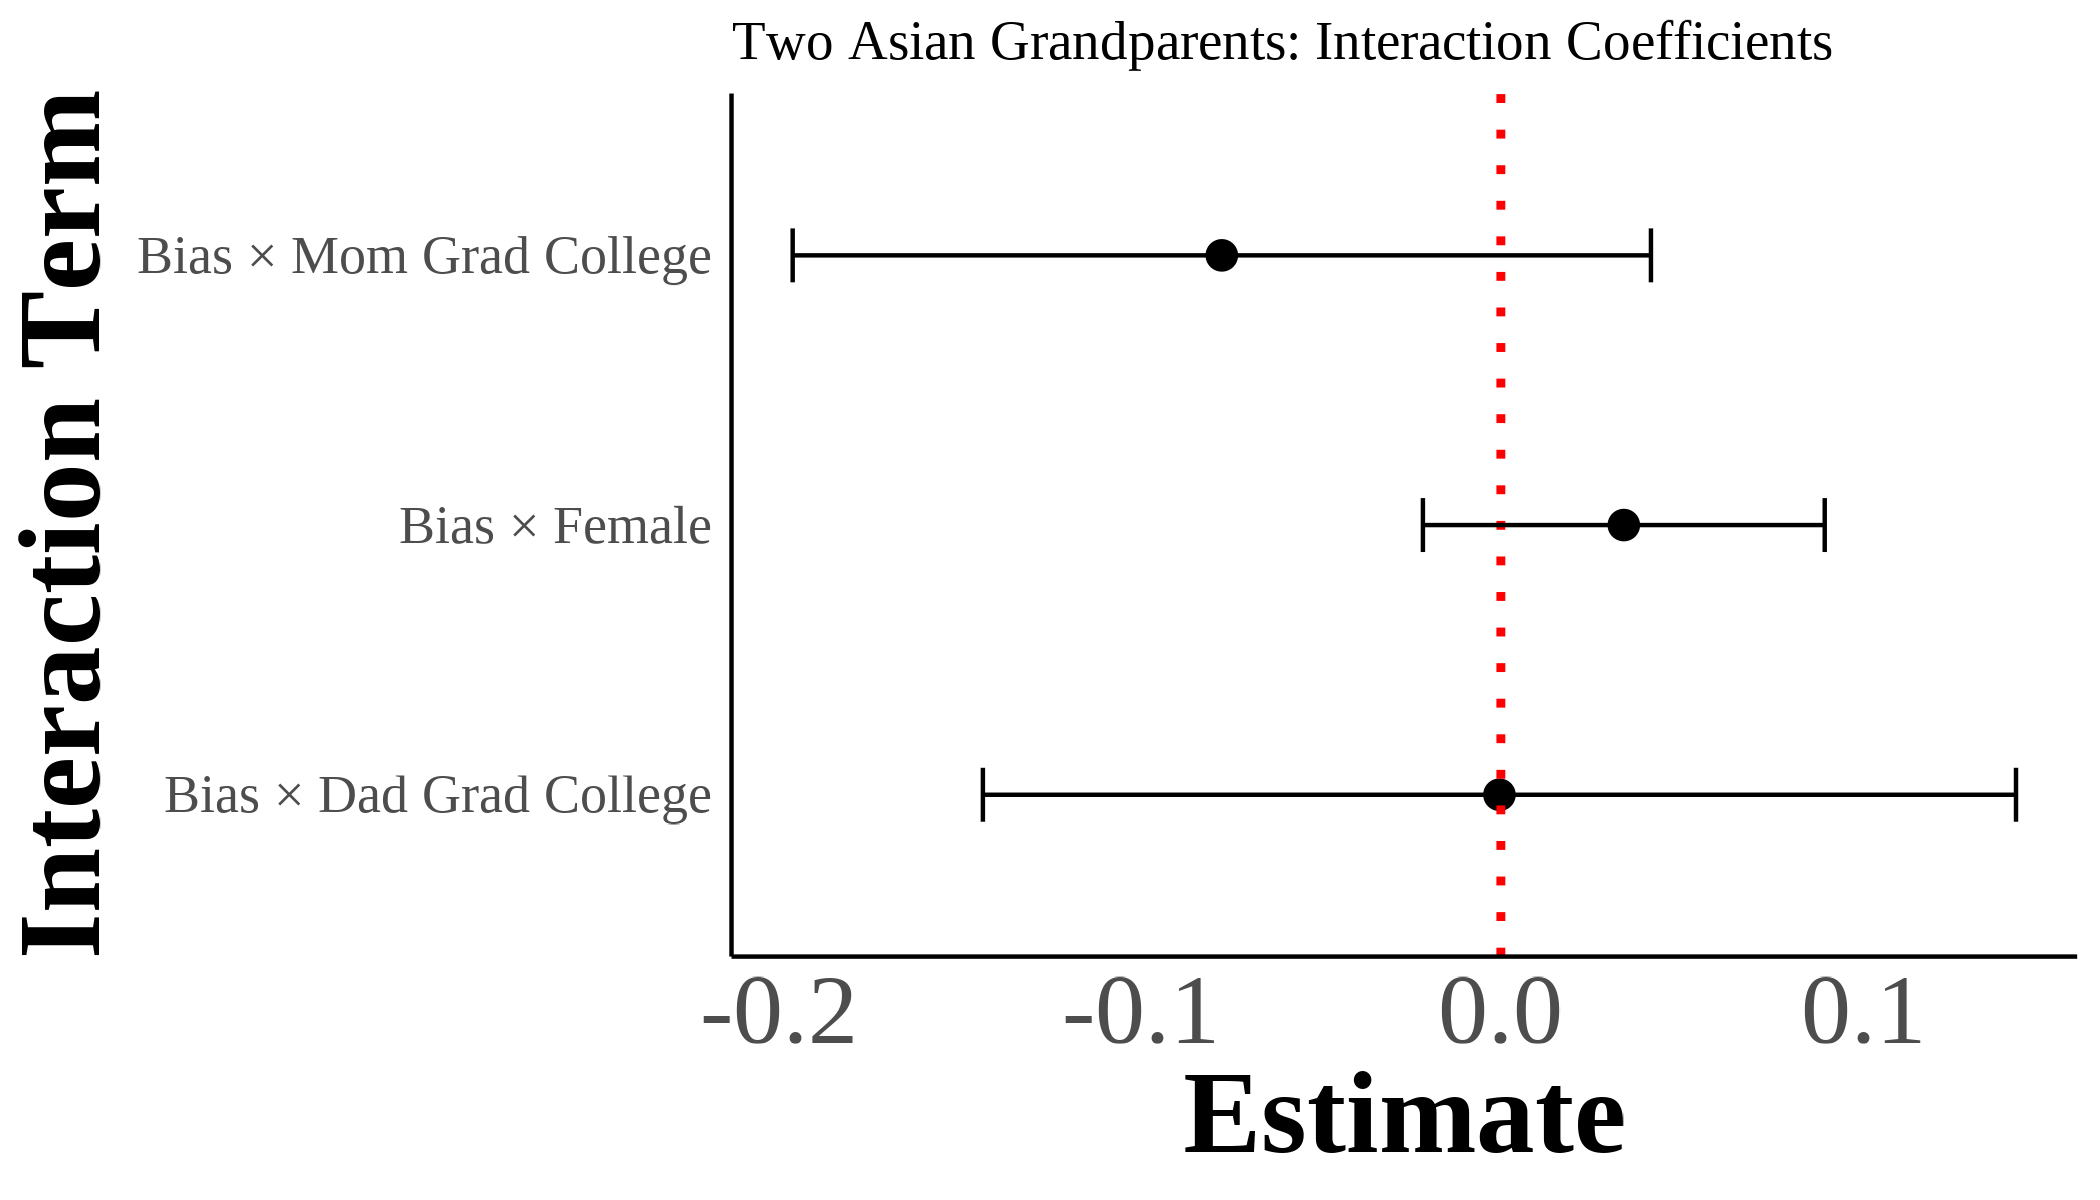 Two Asian Grandparents: Interaction Coefficients
Interaction Term
Bias × Mom Grad College
Bias × Female
Bias × Dad Grad College
-0.2 -0.1 0.0 0.1
Estimate